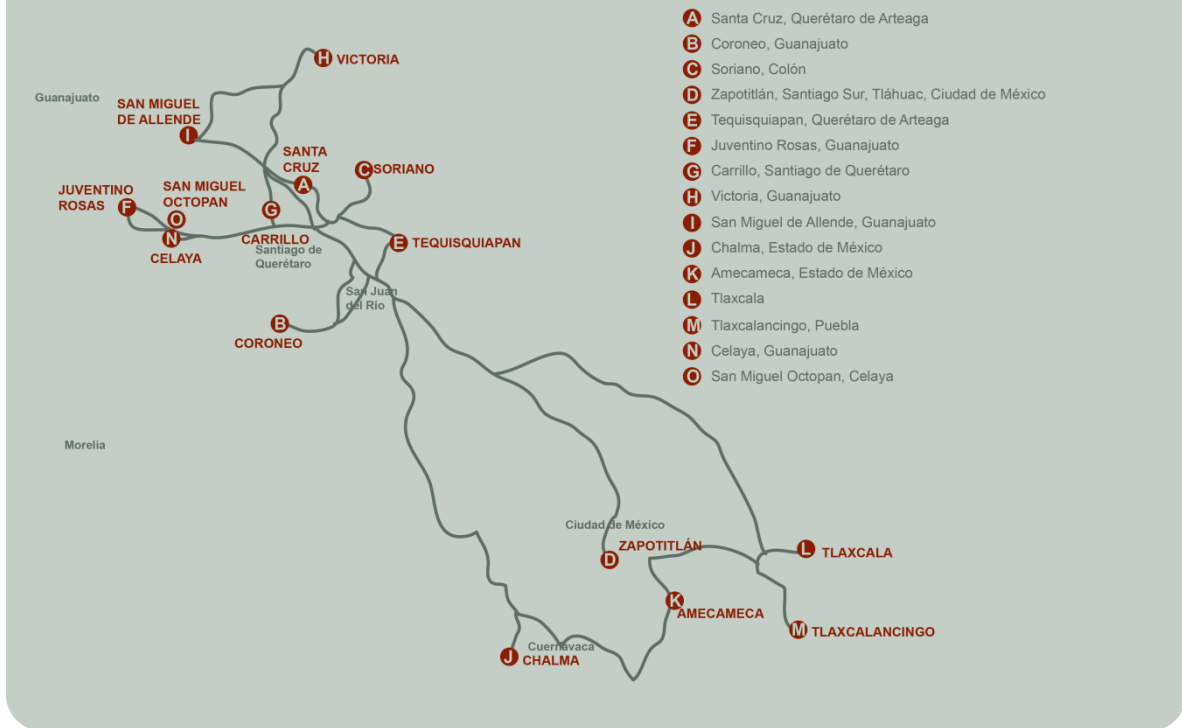 A Santa Cruz, Querétaro de Arteaga
B Coroneo, Guanajuato
C Soriano, Colón
D Zapotitlán, Santiago Sur, Tláhuac, Ciudad de México
E Tequisquiapan, Querétaro de Arteaga
F Juventino Rosas, Guanajuato
G Carrillo, Santiago de Querétaro
H Victoria, Guanajuato
I San Miguel de Allende, Guanajuato
J Chalma, Estado de México
K Amecameca, Estado de México
L Tlaxcala
M Tlaxcalancingo, Puebla
N Celaya, Guanajuato
O San Miguel Octopan, Celaya
H VICTORIA
Guanajuato
SAN MIGUEL
DE ALLENDE
I
SANTA
CRUZ
A
C SORIANO
JUVENTINO
ROSAS
F
SAN MIGUEL
OCTOPAN
O
N
CELAYA
G
CARRILLO
Santiago de
Querétaro
E TEQUISQUIAPAN
San Juan
del Río
B
CORONEO
Morelia
Ciudad de México
ZAPOTITLÁN
D
L TLAXCALA
K
AMECAMECA
M TLAXCALANCINGO
Cuernavaca
J CHALMA